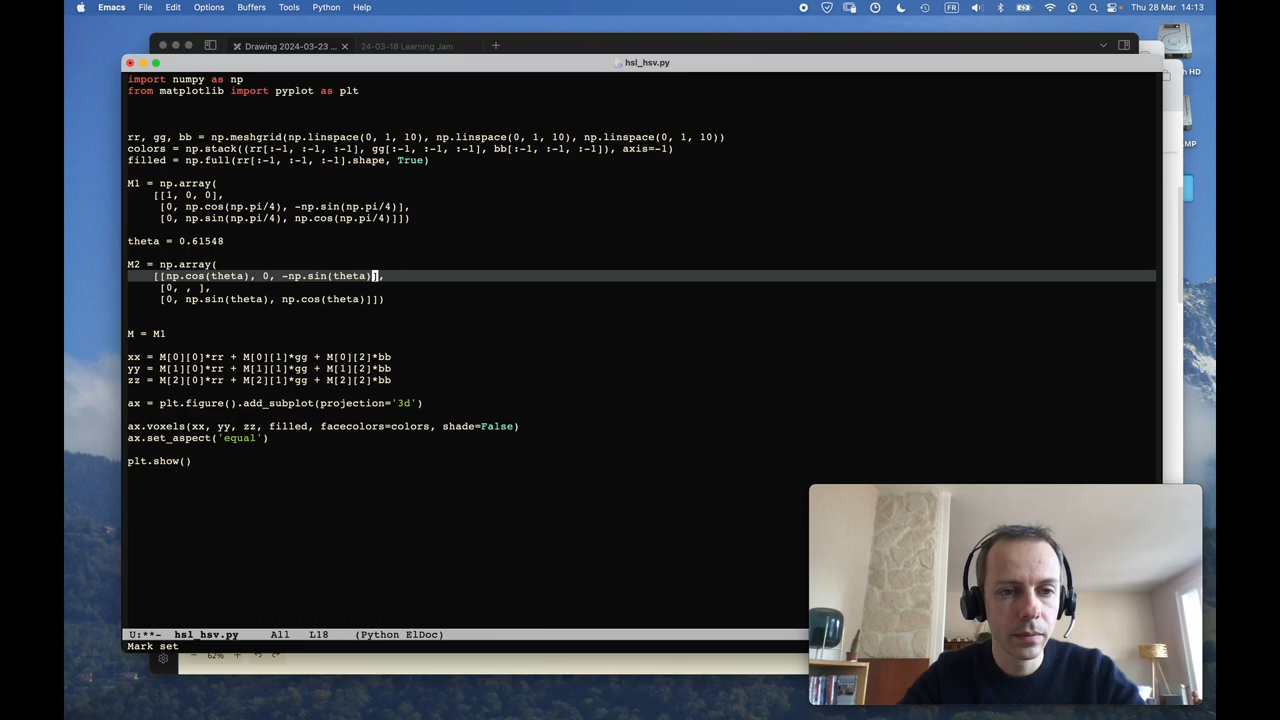 Emacs File Edit Options Buffers Tools Python Help FR Thu 28 Mar 14:13
Drawing 2024-03-23 ... 24-03-18 Learning Jam
hsl_hsv.py
import numpy as np
from matplotlib import pyplot as plt
rr, gg, bb = np.meshgrid(np.linspace(0, 1, 10), np.linspace(0, 1, 10), np.linspace(0, 1, 10))
colors = np.stack((rr[:-1, :-1, :-1], gg[:-1, :-1, :-1], bb[:-1, :-1, :-1]), axis=-1)
filled = np.full(rr[:-1, :-1, :-1].shape, True)
M1 = np.array(
[[1, 0, 0],
[0, np.cos(np.pi/4), -np.sin(np.pi/4)],
[0, np.sin(np.pi/4), np.cos(np.pi/4)]])
theta = 0.61548
M2 = np.array(
[[np.cos(theta), 0, -np.sin(theta)],
[0, , ],
[0, np.sin(theta), np.cos(theta)]])
M = M1
xx = M[0][0]*rr + M[0][1]*gg + M[0][2]*bb
yy = M[1][0]*rr + M[1][1]*gg + M[1][2]*bb
zz = M[2][0]*rr + M[2][1]*gg + M[2][2]*bb
ax = plt.figure().add_subplot(projection='3d')
ax.voxels(xx, yy, zz, filled, facecolors=colors, shade=False)
ax.set_aspect('equal')
plt.show()
U:**- hsl_hsv.py All L18 (Python ElDoc)
Mark set
62%